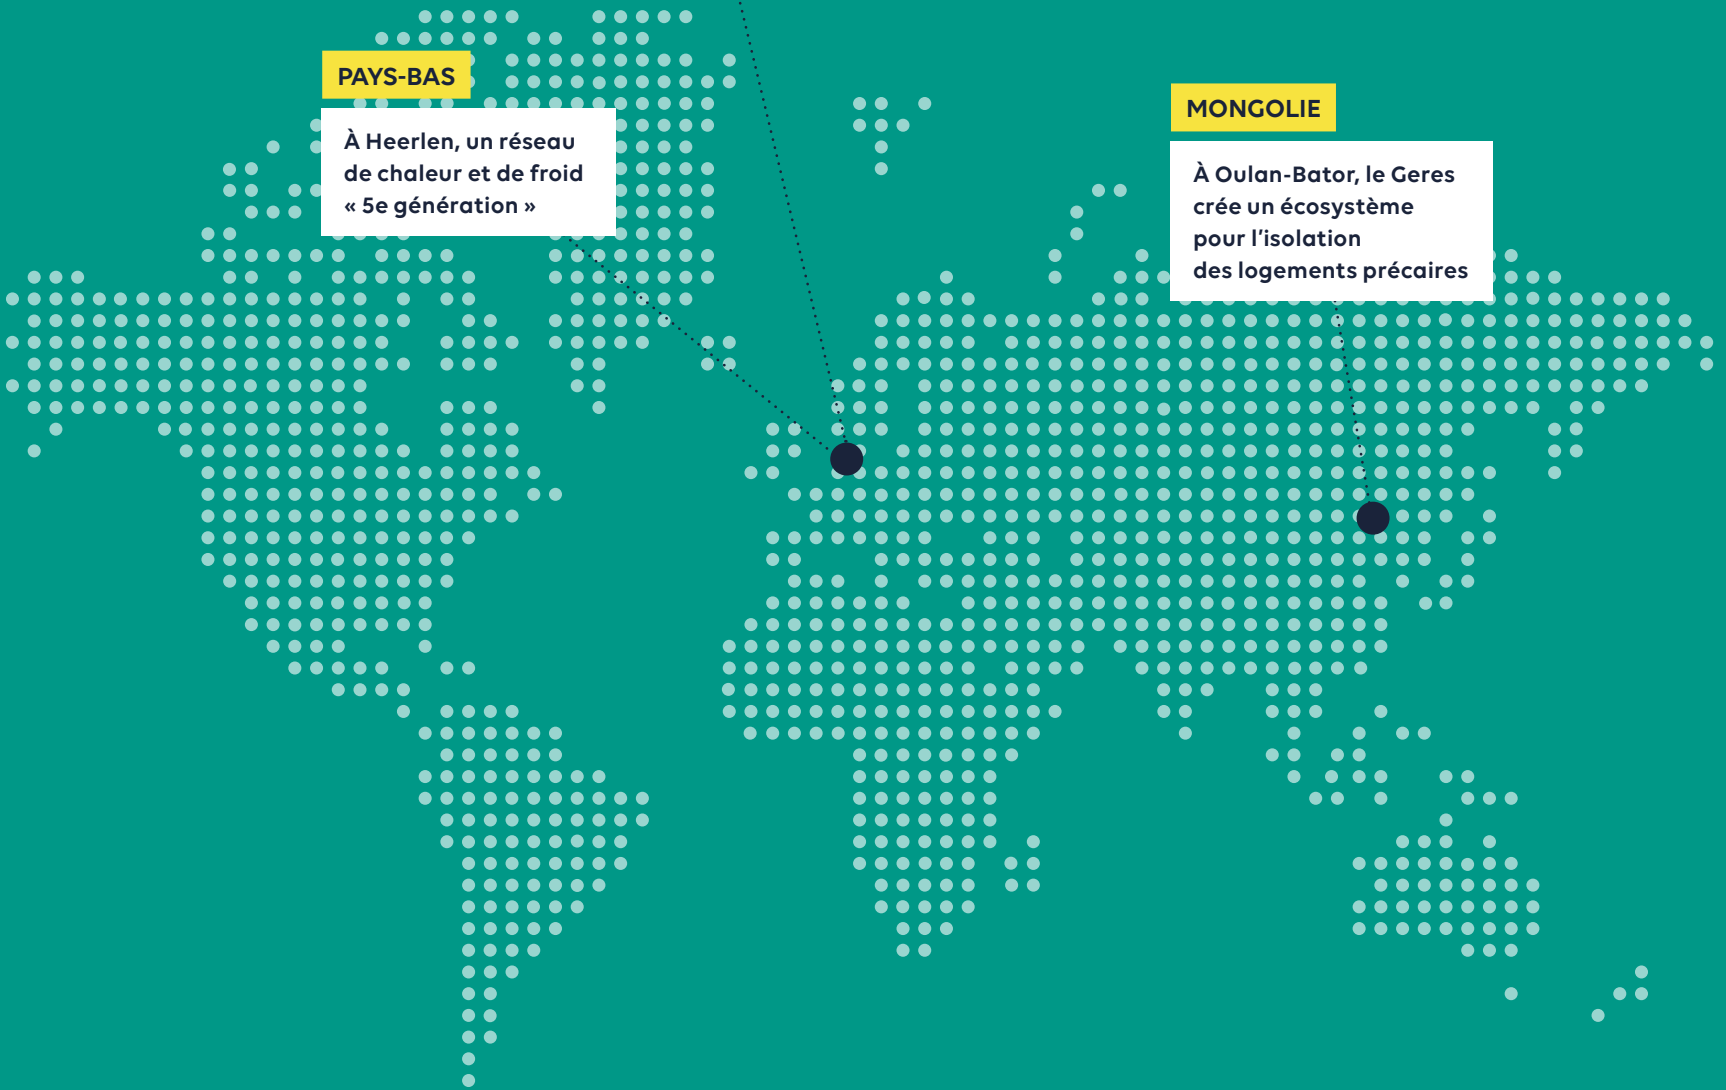 PAYS-BAS
À Heerlen, un réseau
de chaleur et de froid
« 5e génération »
MONGOLIE
À Oulan-Bator, le Geres
crée un écosystème
pour l’isolation
des logements précaires